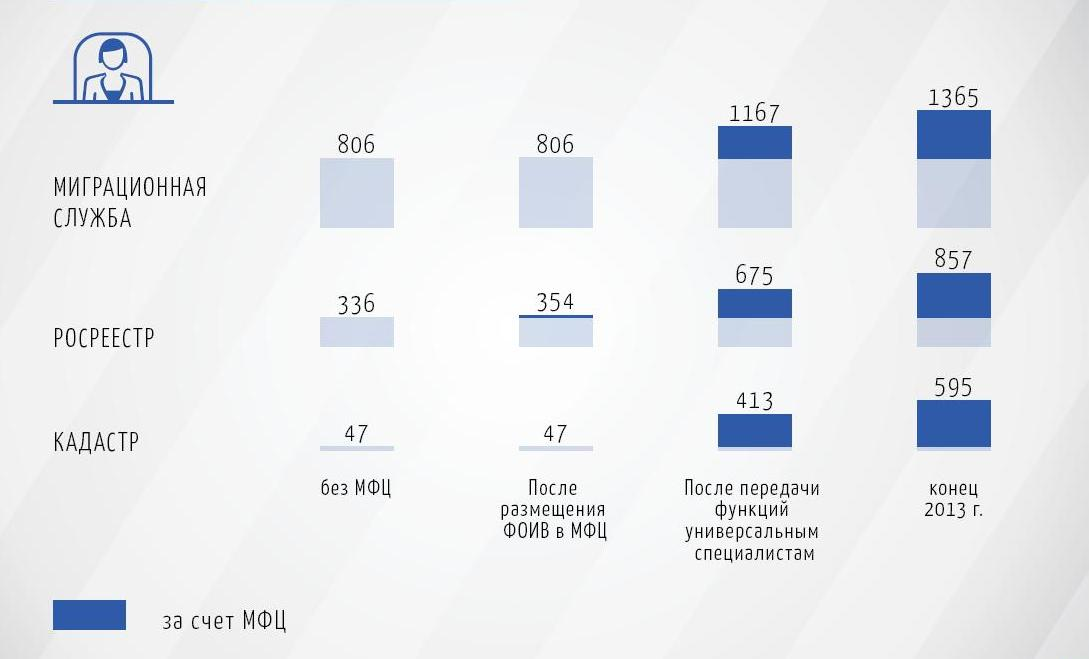 806
806
1167
1365
МИГРАЦИОННАЯ
СЛУЖБА
336
354
675
857
РОСРЕЕСТР
47
47
413
595
КАДАСТР
без МФЦ
После
размещения
ФОИВ в МФЦ
После передачи
функций
универсальным
специалистам
конец
2013 г.
за счет МФЦ